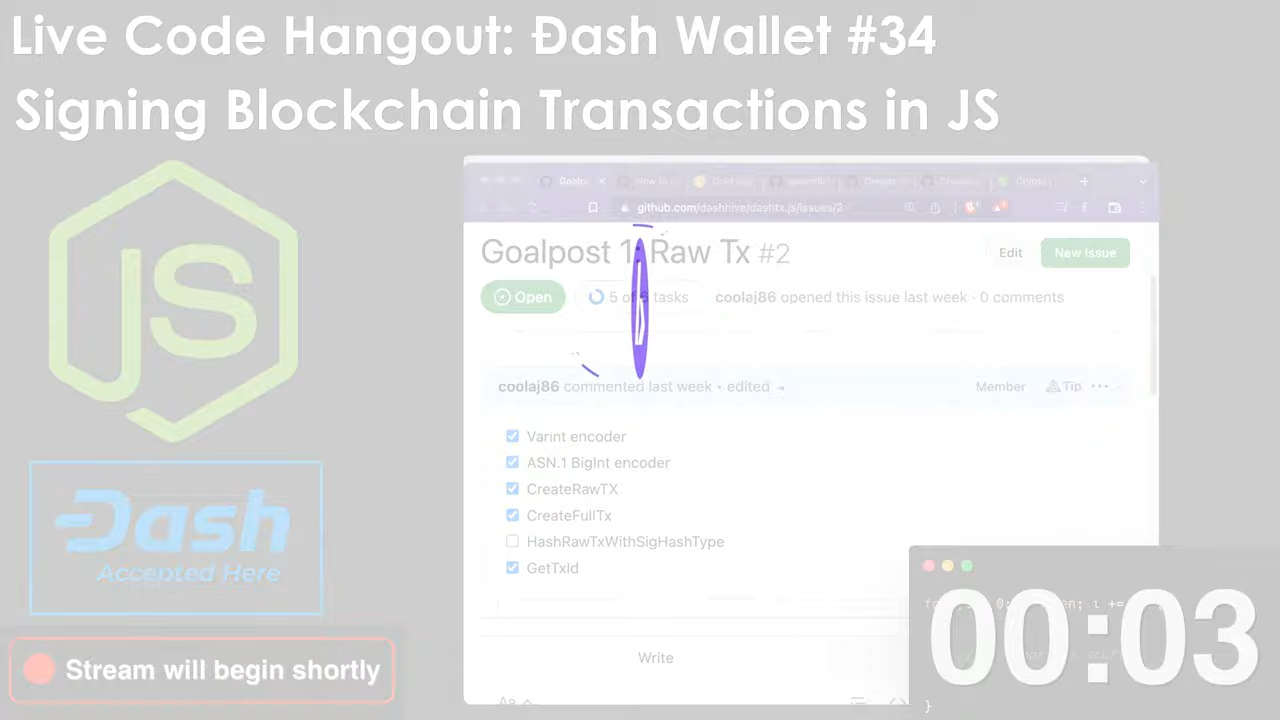 Live Code Hangout: Đash Wallet #34
Signing Blockchain Transactions in JS
JS
github.com/dashhive/dashtx.js/issues/2
Goalpost 1: Raw Tx #2
Edit
New Issue
Open
5 of 6 tasks
coolaj86 opened this issue last week · 0 comments
coolaj86 commented last week • edited
Member
Tip
Varint encoder
ASN.1 BigInt encoder
CreateRawTX
CreateFullTx
HashRawTxWithSigHashType
GetTxId
Dash
Accepted Here
Stream will begin shortly
Write
00:03
}